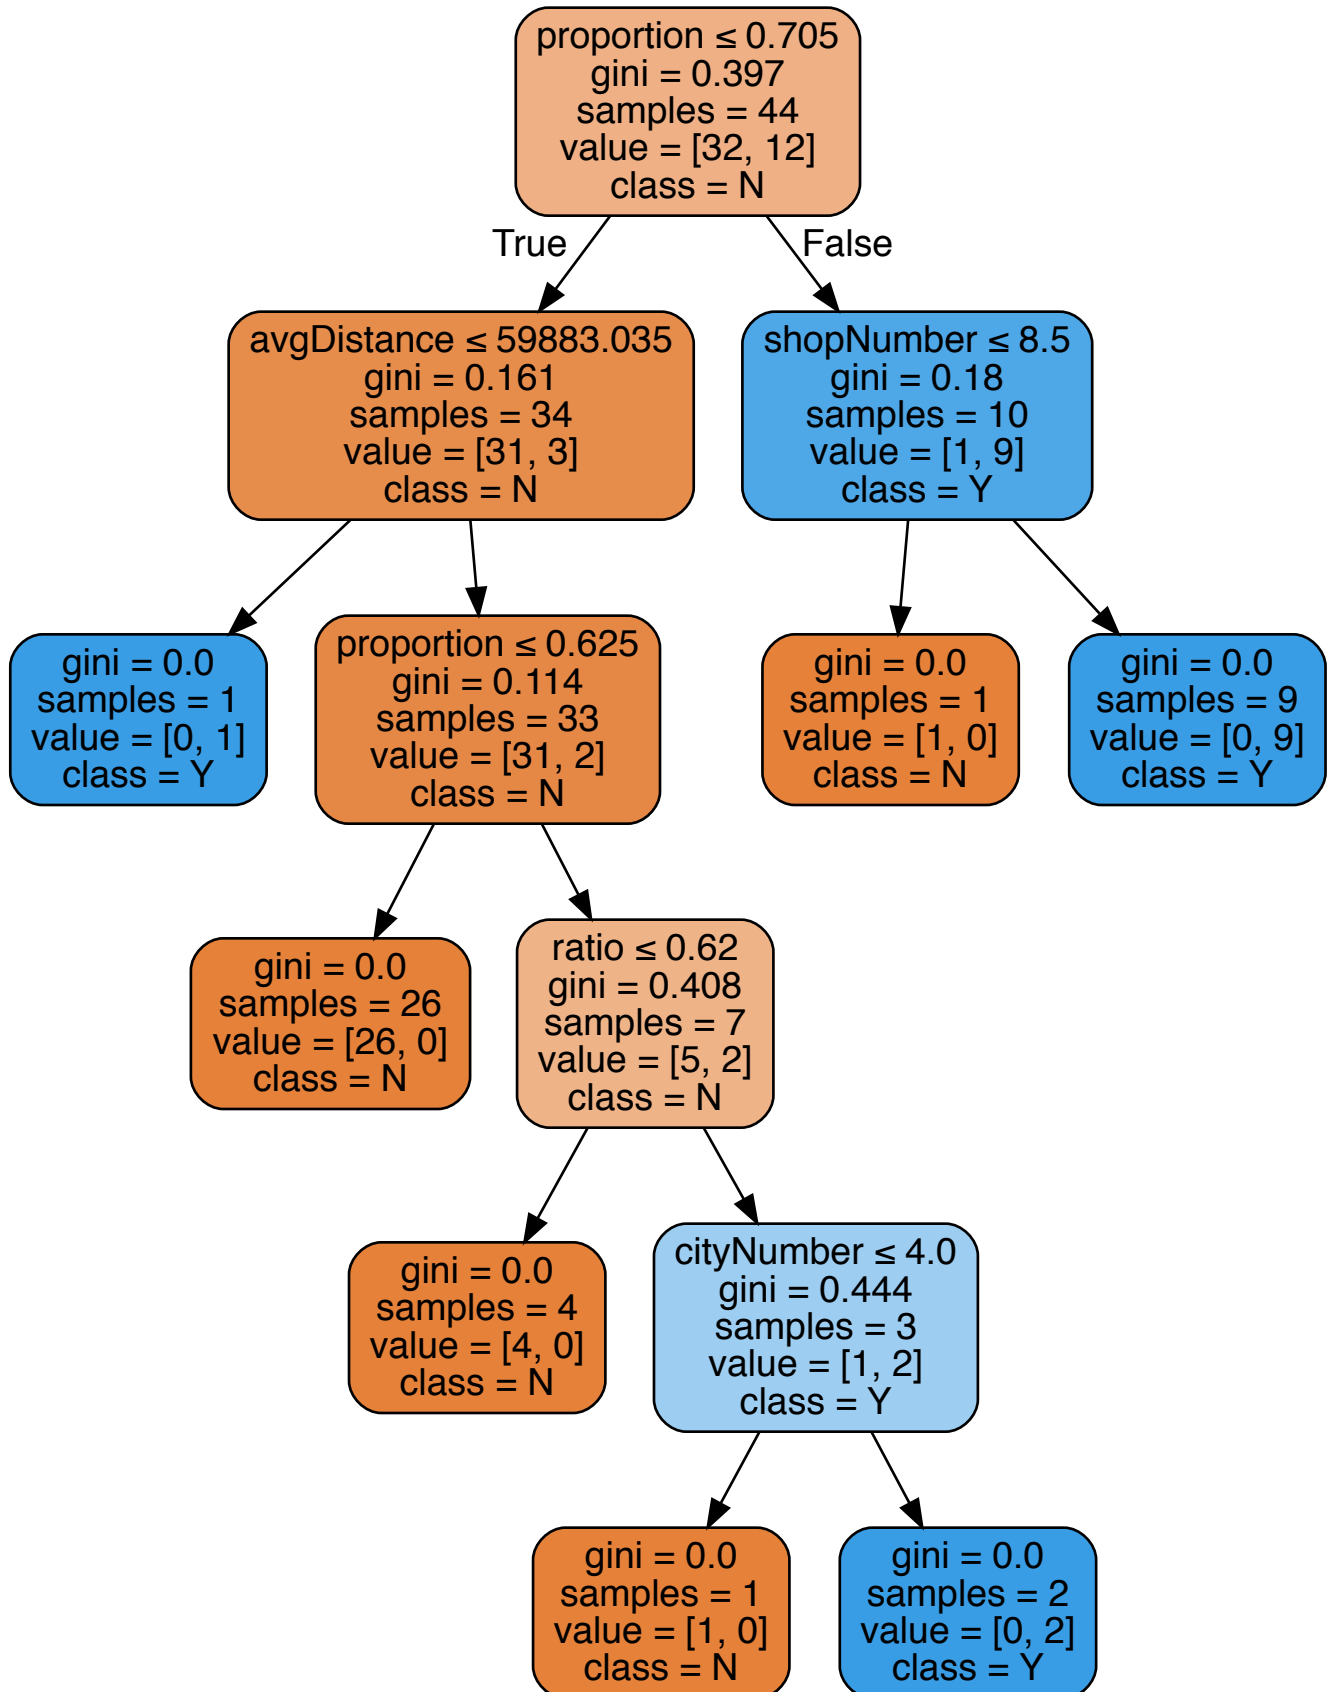 proportion ≤ 0.705
gini = 0.397
samples = 44
value = [32, 12]
class = N
True
False
avgDistance ≤ 59883.035
gini = 0.161
samples = 34
value = [31, 3]
class = N
shopNumber ≤ 8.5
gini = 0.18
samples = 10
value = [1, 9]
class = Y
gini = 0.0
samples = 1
value = [0, 1]
class = Y
proportion ≤ 0.625
gini = 0.114
samples = 33
value = [31, 2]
class = N
gini = 0.0
samples = 1
value = [1, 0]
class = N
gini = 0.0
samples = 9
value = [0, 9]
class = Y
gini = 0.0
samples = 26
value = [26, 0]
class = N
ratio ≤ 0.62
gini = 0.408
samples = 7
value = [5, 2]
class = N
gini = 0.0
samples = 4
value = [4, 0]
class = N
cityNumber ≤ 4.0
gini = 0.444
samples = 3
value = [1, 2]
class = Y
gini = 0.0
samples = 1
value = [1, 0]
class = N
gini = 0.0
samples = 2
value = [0, 2]
class = Y